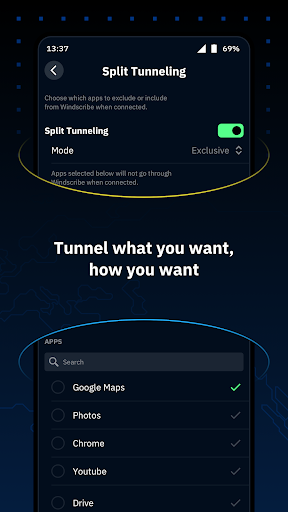 13:37
69%
Split Tunneling
Choose which apps to exclude or include
from Windscribe when connected.
Split Tunneling
Mode
Exclusive
Apps selected below will not go through
Windscribe when connected.
Tunnel what you want,
how you want
APPS
Search
Google Maps
Photos
Chrome
Youtube
Drive